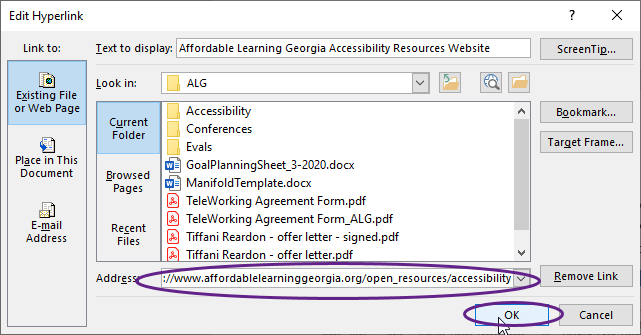 Edit Hyperlink ? ×
Link to: Text to display: Affordable Learning Georgia Accessibility Resources Website ScreenTip...
Look in: ALG
Existing File
or Web Page
Place in This
Document
E-mail
Address
Current
Folder
Browsed
Pages
Recent
Files
Accessibility
Conferences
Evals
GoalPlanningSheet_3-2020.docx
ManifoldTemplate.docx
TeleWorking Agreement Form.pdf
TeleWorking Agreement Form_ALG.pdf
Tiffani Reardon - offer letter - signed.pdf
Tiffani Reardon - offer letter.pdf
Bookmark...
Target Frame...
Address: ://www.affordablelearninggeorgia.org/open_resources/accessibility Remove Link
OK Cancel